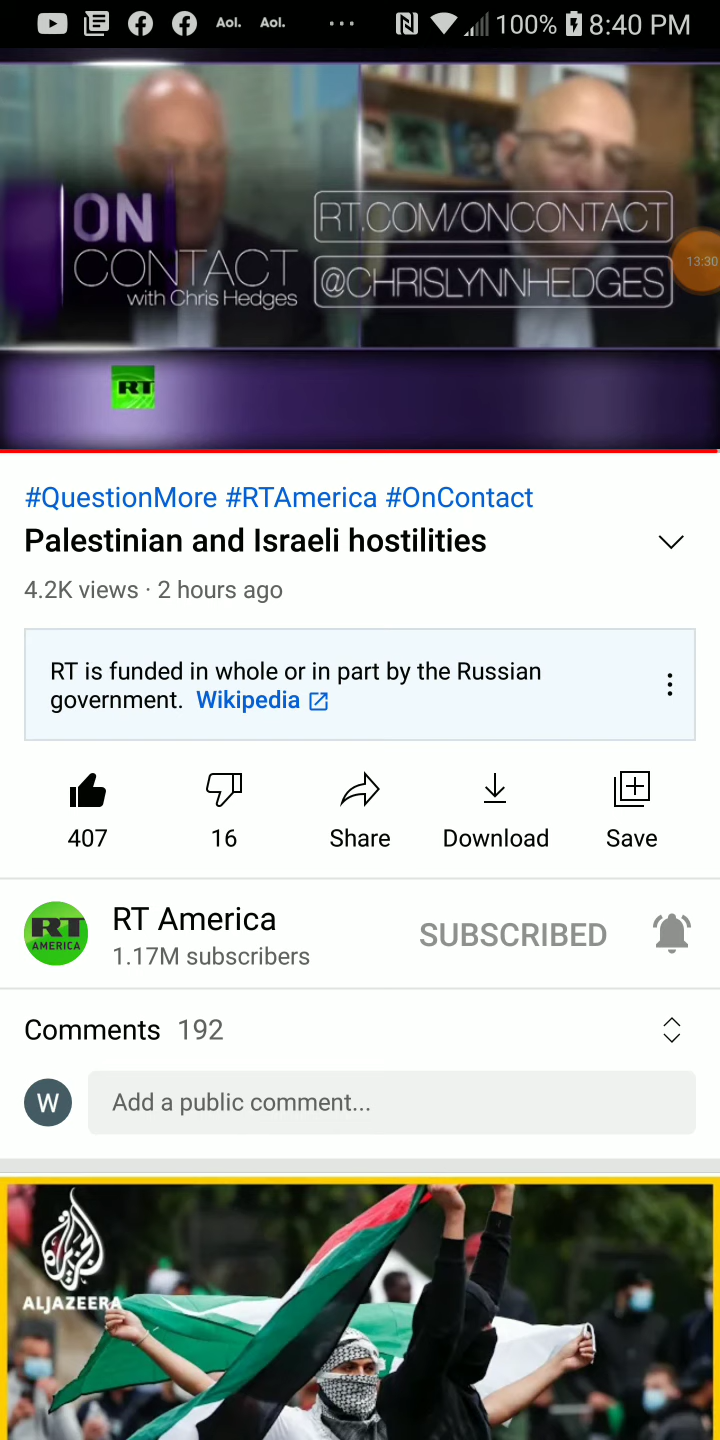 Aol. Aol. ... 100% 8:40 PM
ON
CONTACT
with Chris Hedges
RT.COM/ONCONTACT
@CHRISLYNNHEDGES
13:30
RT
#QuestionMore #RTAmerica #OnContact
Palestinian and Israeli hostilities
4.2K views · 2 hours ago
RT is funded in whole or in part by the Russian
government. Wikipedia
407
16
Share
Download
Save
RT
AMERICA
RT America
1.17M subscribers
SUBSCRIBED
Comments 192
W
Add a public comment...
الجزيرة
ALJAZEERA